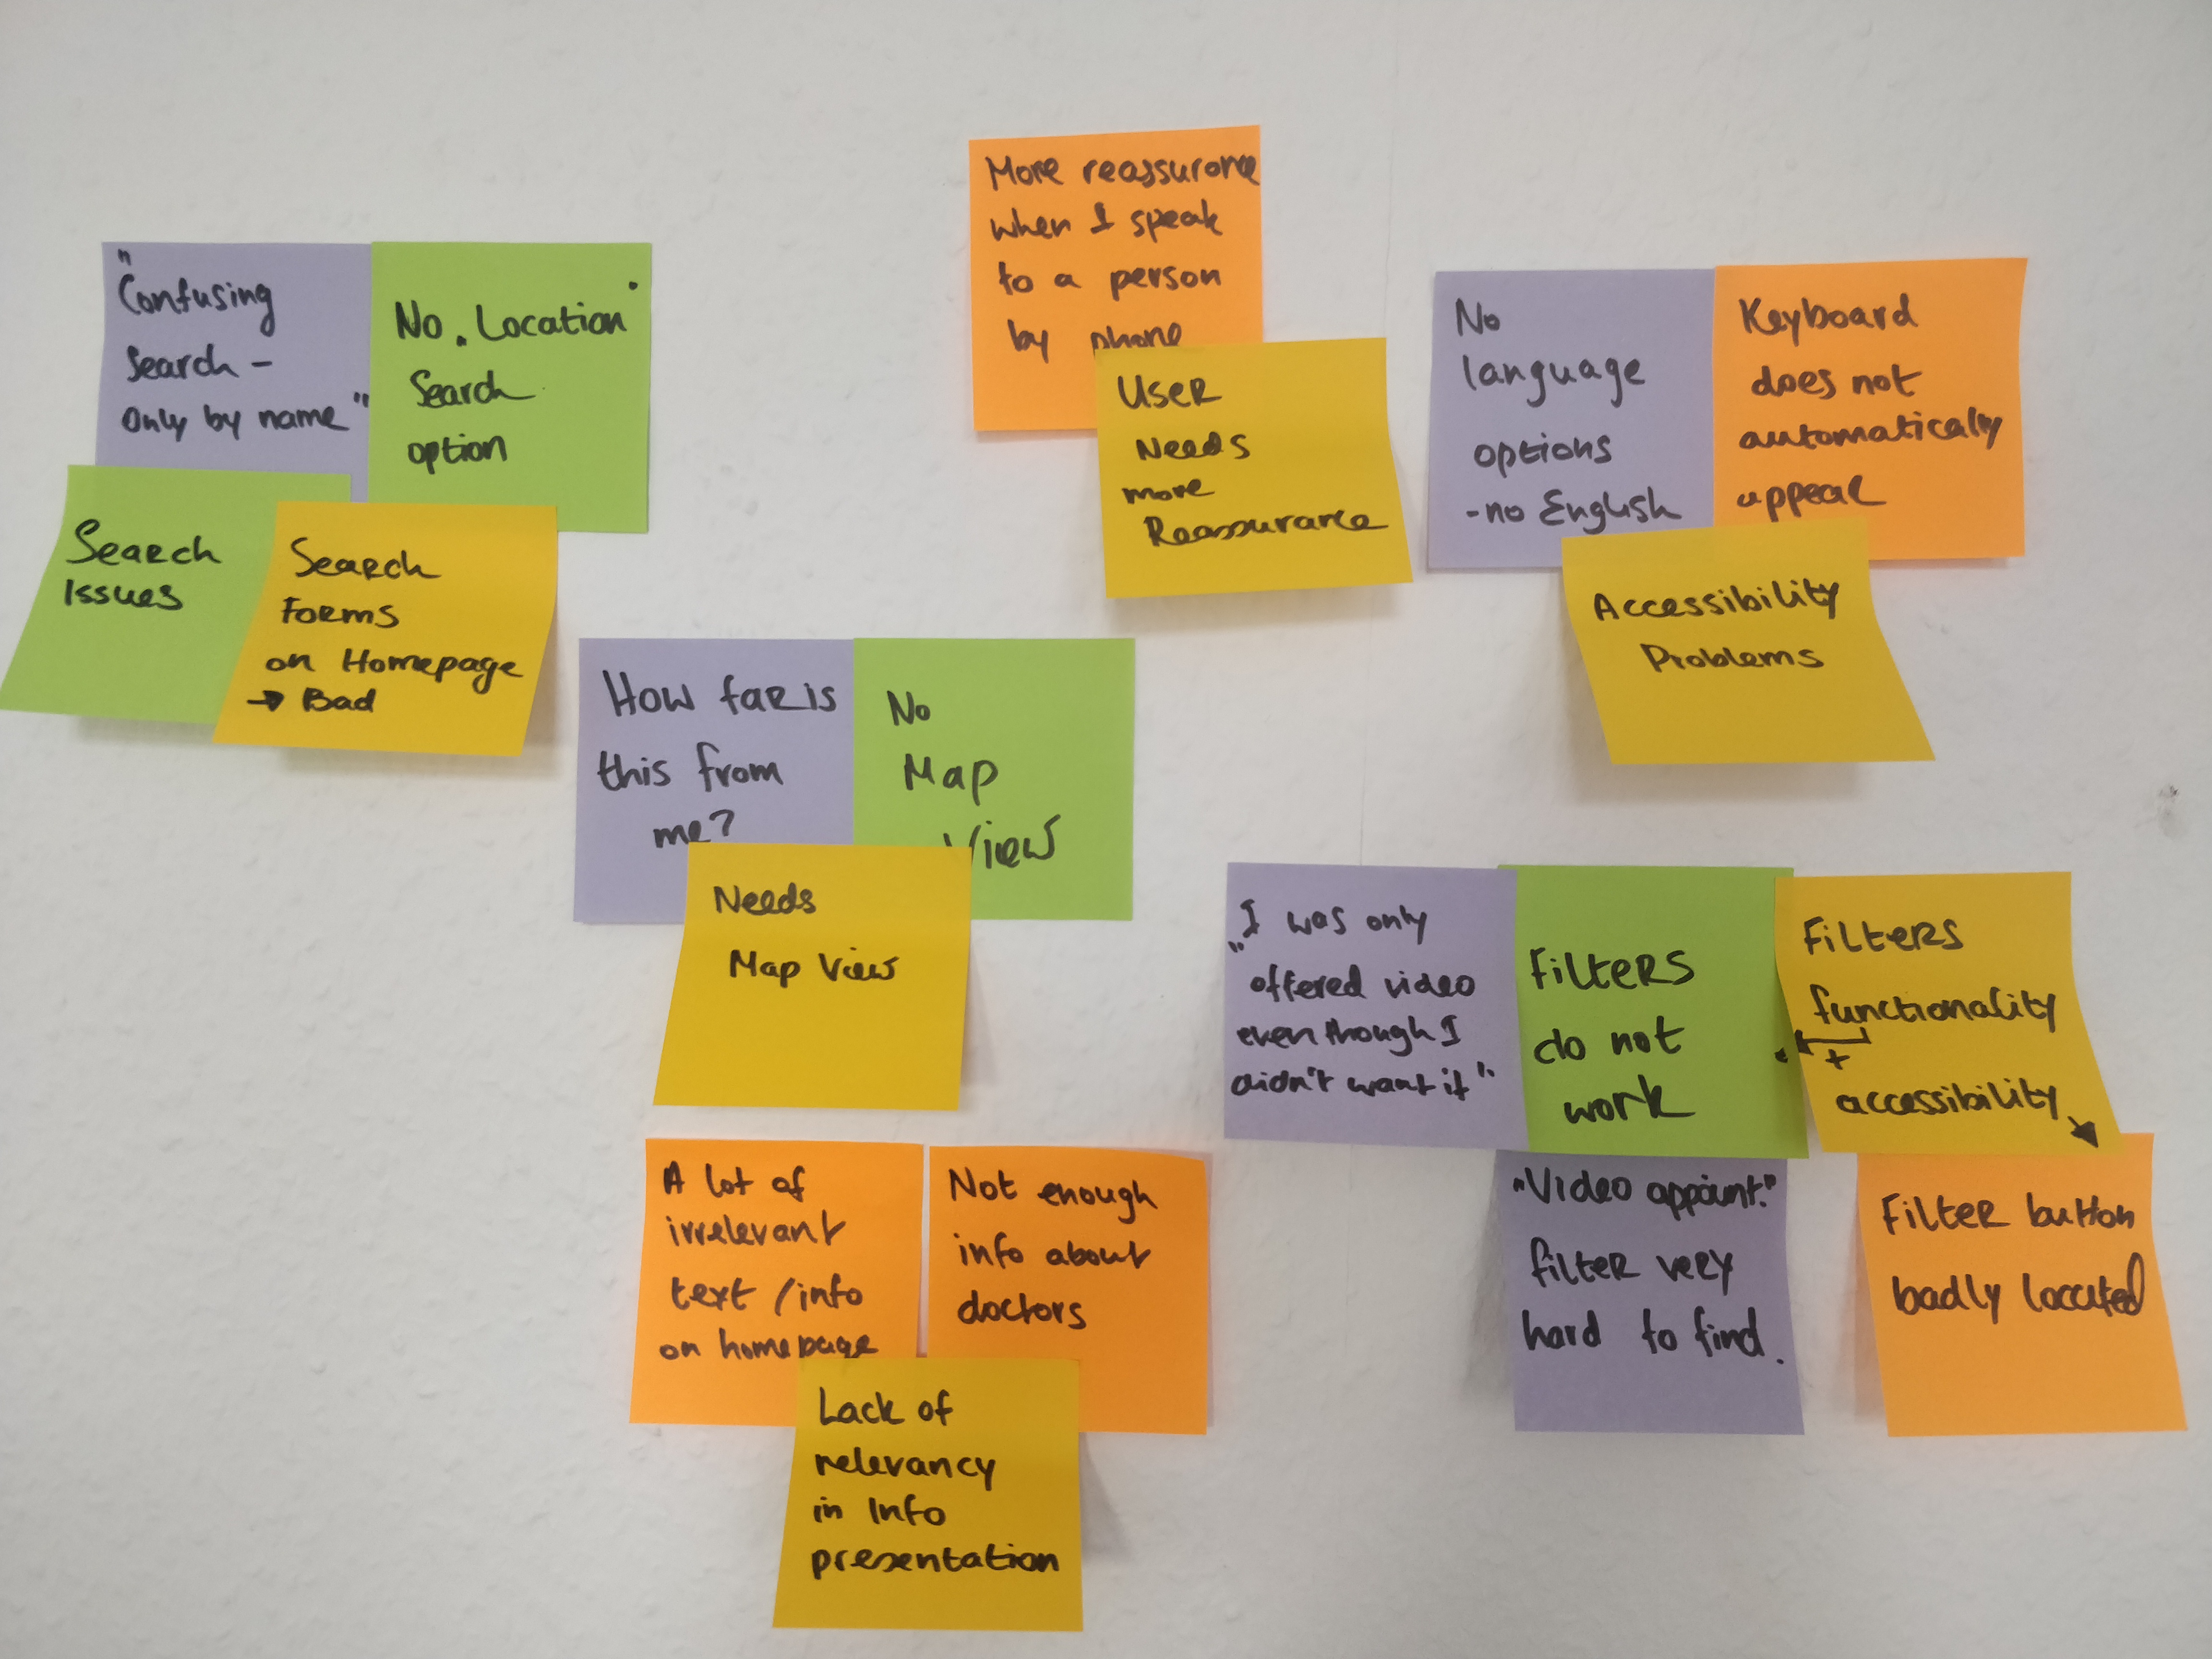 "Confusing
Search -
Only by name"
No "Location"
Search
option
Search
Issues
Search
Forms
on Homepage
→ Bad
More reassurance
when I speak
to a person
by phone
User
Needs
more
Reassurance
No
language
options
-no English
Keyboard
does not
automatically
appear
Accessibility
Problems
How far is
this from
me?
No
Map
View
Needs
Map View
"I was only
offered video
even though I
didn't want it"
Filters
do not
work
Filters
functionality
+
accessibility
"Video appoint."
filter very
hard to find.
Filter button
badly located
A lot of
irrelevant
text / info
on homepage
Not enough
info about
doctors
Lack of
relevancy
in Info
presentation